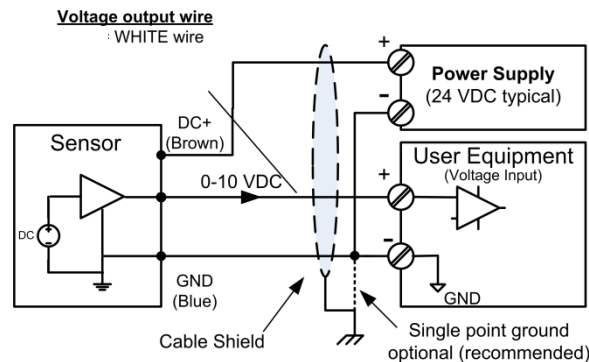 Voltage output wire
: WHITE wire
+
Power Supply
-
(24 VDC typical)
DC+
(Brown)
Sensor
User Equipment
(Voltage Input)
0-10 VDC
+
DC
+
-
-
GND
(Blue)
GND
Cable Shield
Single point ground
optional (recommended)